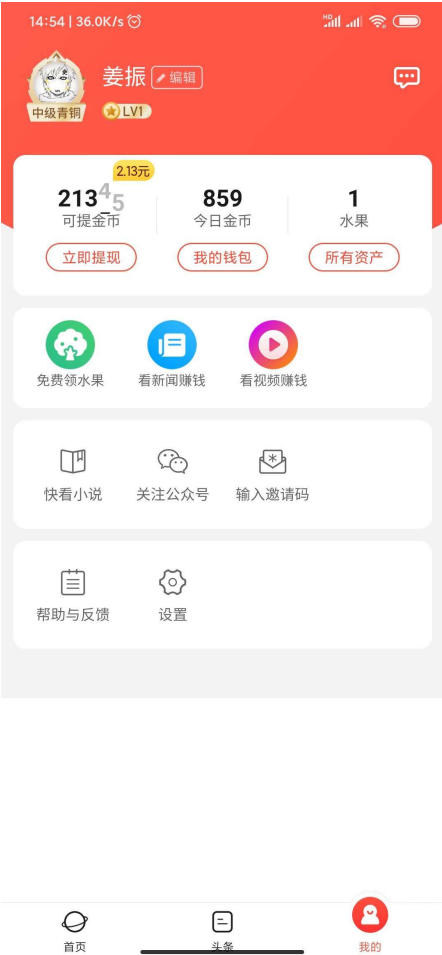 14:54 | 36.0K/s
HD
姜振 编辑
中级青铜 LV1
2.13元
21345 859 1
可提金币 今日金币 水果
立即提现 我的钱包 所有资产
免费领水果 看新闻赚钱 看视频赚钱
快看小说 关注公众号 输入邀请码
帮助与反馈 设置
首页 头条 我的